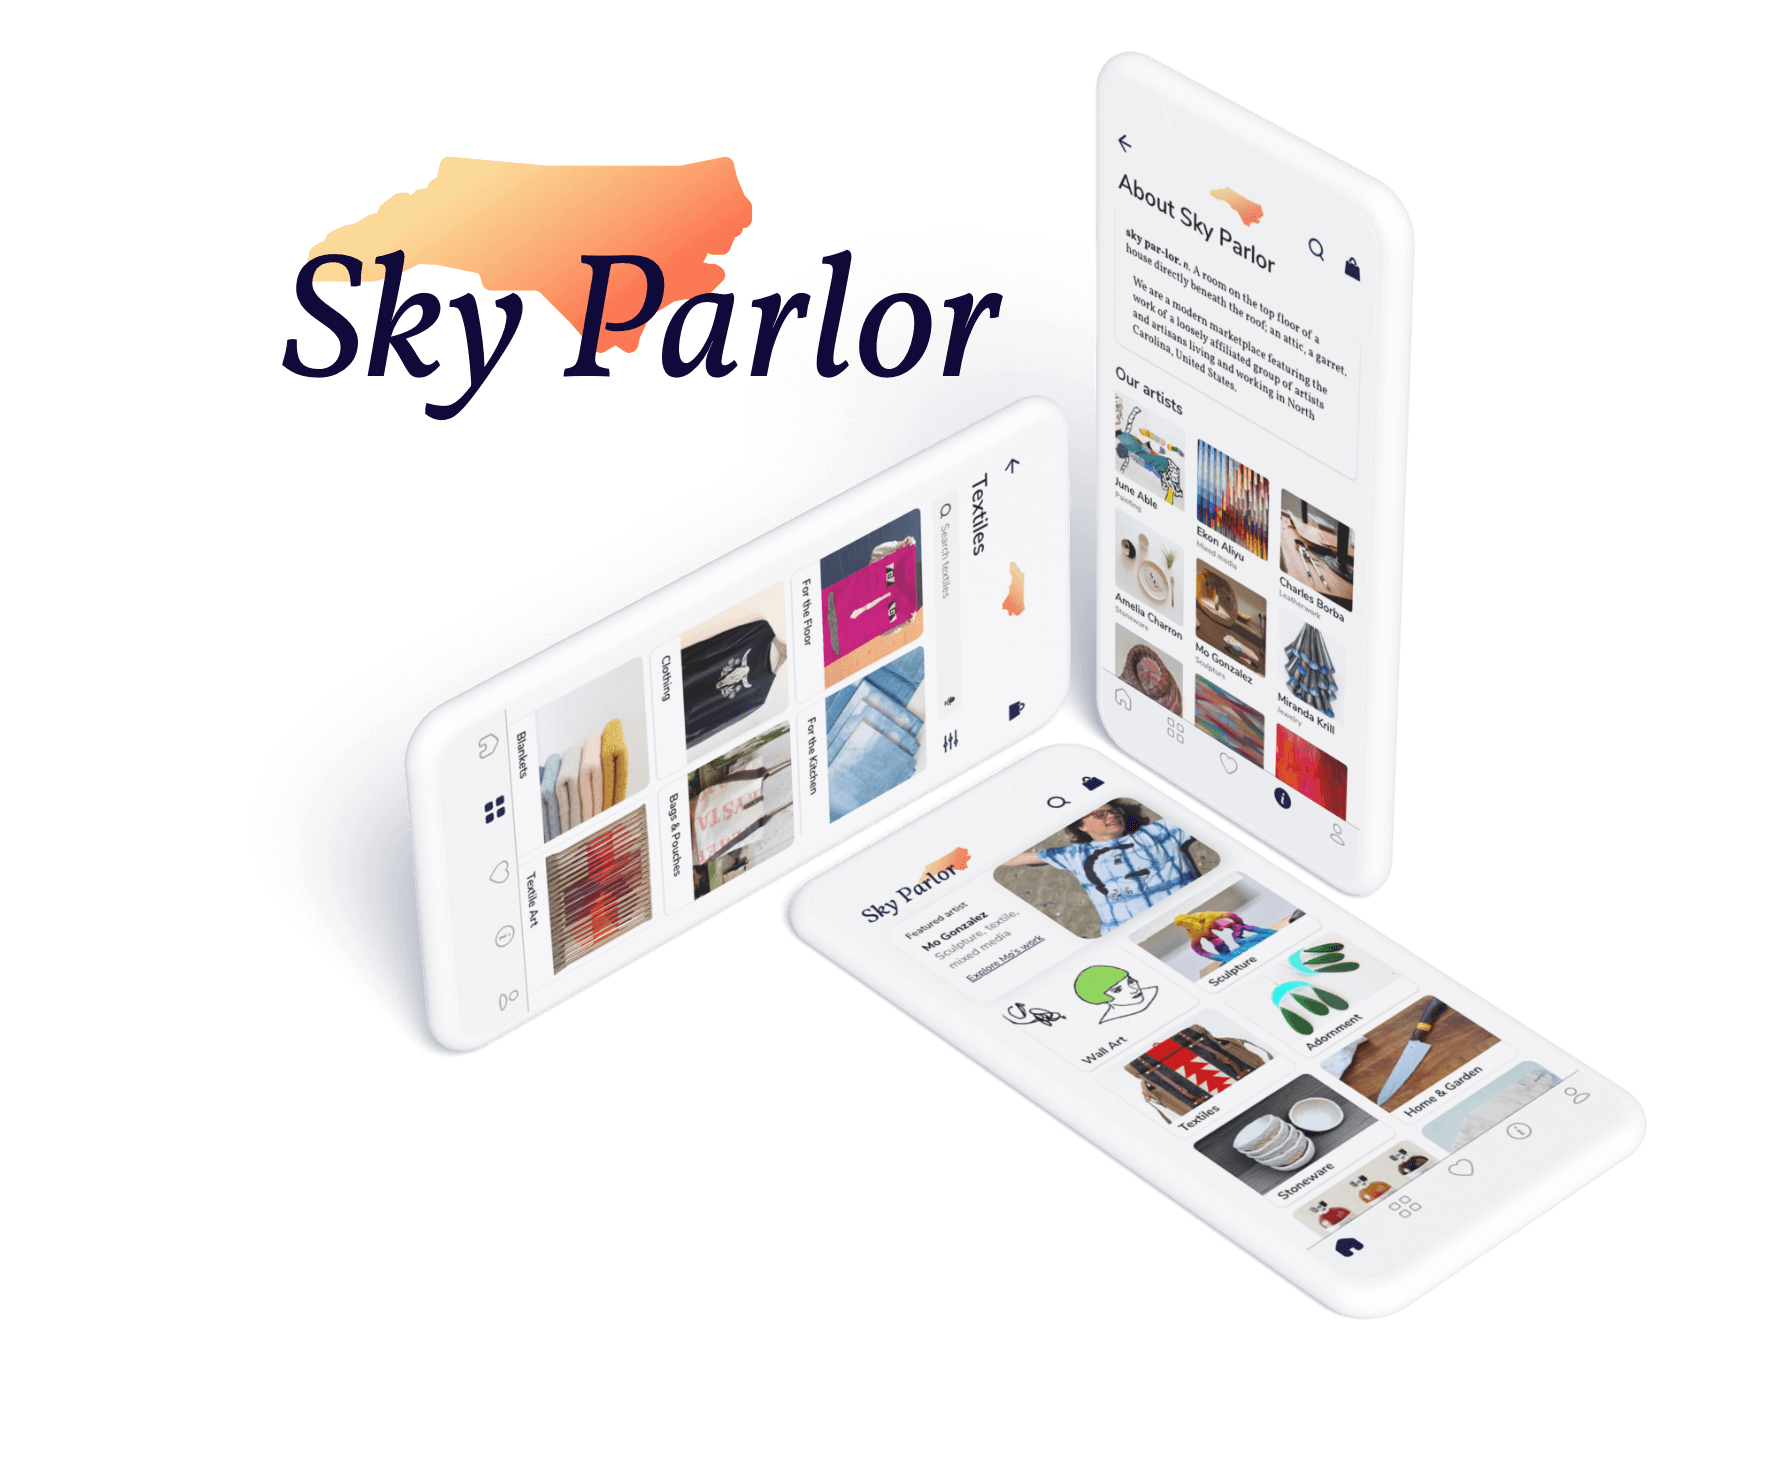 Sky Parlor
About Sky Parlor
sky par-lor. n. A room on the top floor of a
house directly beneath the roof; an attic, a garret.
We are a modern marketplace featuring the
work of a loosely affiliated group of artists
and artisans living and working in North
Carolina, United States.
Our artists
June Able
Painting
Ekon Aliyu
Mixed media
Charles Borba
Leatherwork
Amelia Charron
Stoneware
Mo Gonzalez
Sculpture
Miranda Krill
Jewelry
Textiles
Search textiles
For the Floor
For the Kitchen
Clothing
Bags & Pouches
Blankets
Textile Art
Sky Parlor
Featured artist
Mo Gonzalez
Sculpture, textile,
mixed media
Explore Mo's work
Wall Art
Sculpture
Textiles
Adornment
Stoneware
Home & Garden